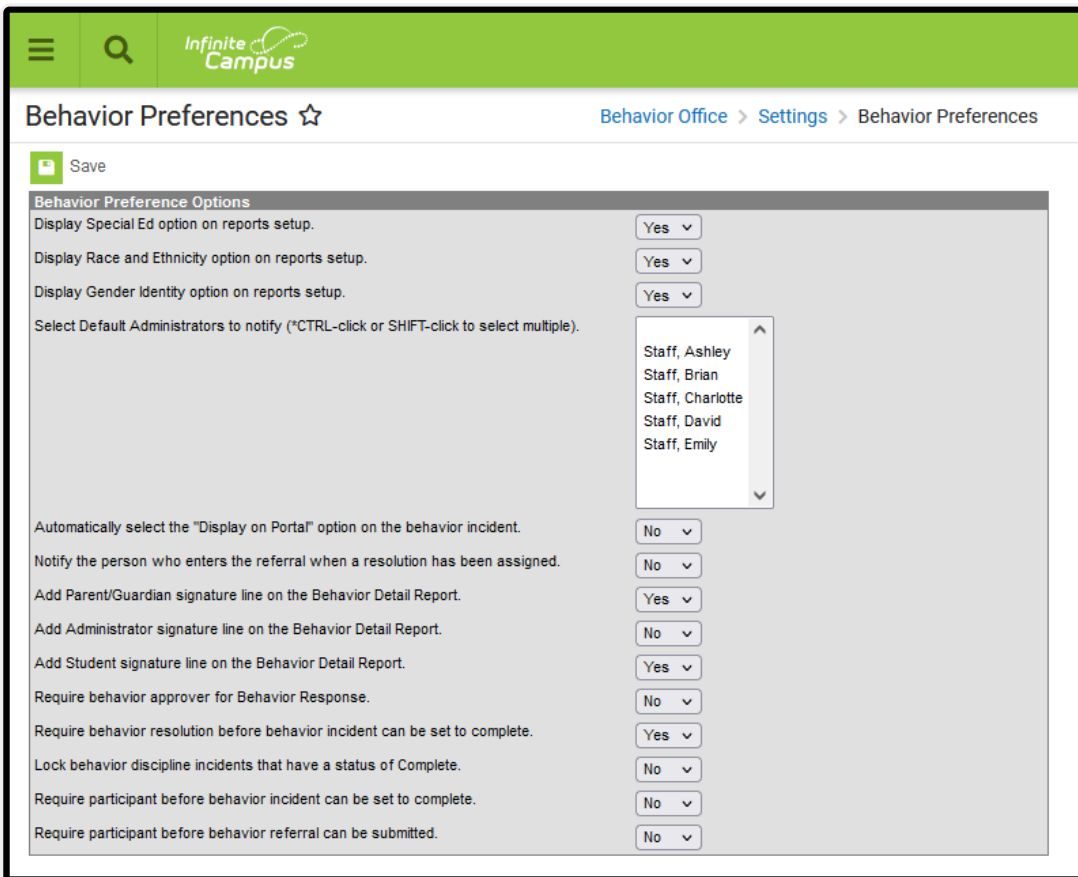 Infinite
Campus
Behavior Preferences
Behavior Office > Settings > Behavior Preferences
Save
Behavior Preference Options
Display Special Ed option on reports setup. Yes
Display Race and Ethnicity option on reports setup. Yes
Display Gender Identity option on reports setup. Yes
Select Default Administrators to notify (*CTRL-click or SHIFT-click to select multiple).
Staff, Ashley
Staff, Brian
Staff, Charlotte
Staff, David
Staff, Emily
Automatically select the "Display on Portal" option on the behavior incident. No
Notify the person who enters the referral when a resolution has been assigned. No
Add Parent/Guardian signature line on the Behavior Detail Report. Yes
Add Administrator signature line on the Behavior Detail Report. No
Add Student signature line on the Behavior Detail Report. Yes
Require behavior approver for Behavior Response. No
Require behavior resolution before behavior incident can be set to complete. Yes
Lock behavior discipline incidents that have a status of Complete. No
Require participant before behavior incident can be set to complete. No
Require participant before behavior referral can be submitted. No